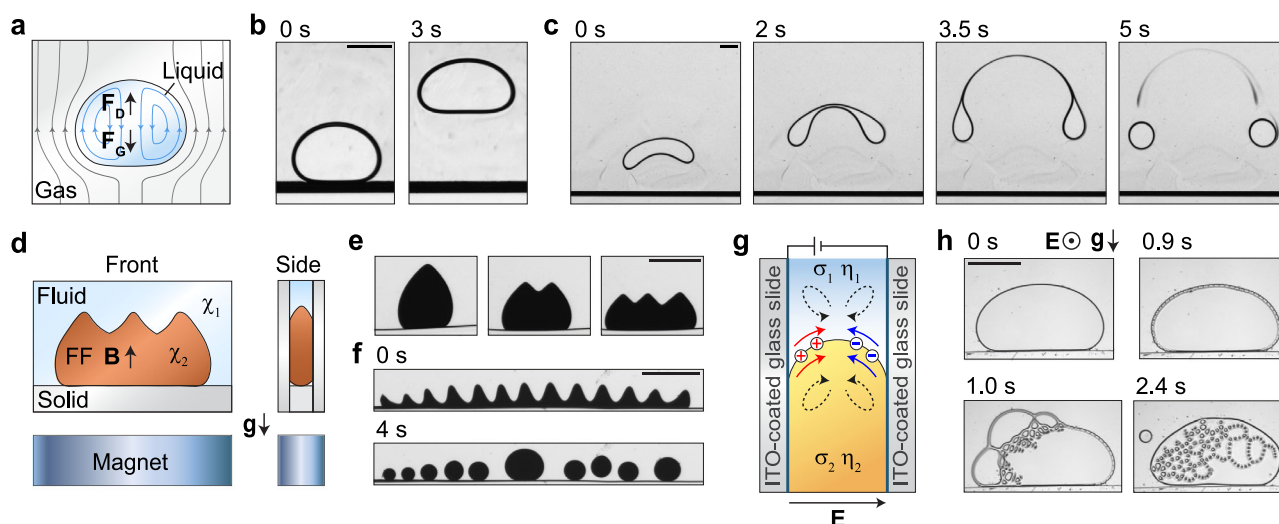 a
Liquid
F_D
F_G
Gas
b
0 s
3 s
c
0 s
2 s
3.5 s
5 s
d
Front
Side
Fluid
χ₁
FF B
χ₂
Solid
g
Magnet
e
f
0 s
4 s
g
ITO-coated glass slide
σ₁ η₁
σ₂ η₂
ITO-coated glass slide
E
h
0 s
E g
0.9 s
1.0 s
2.4 s